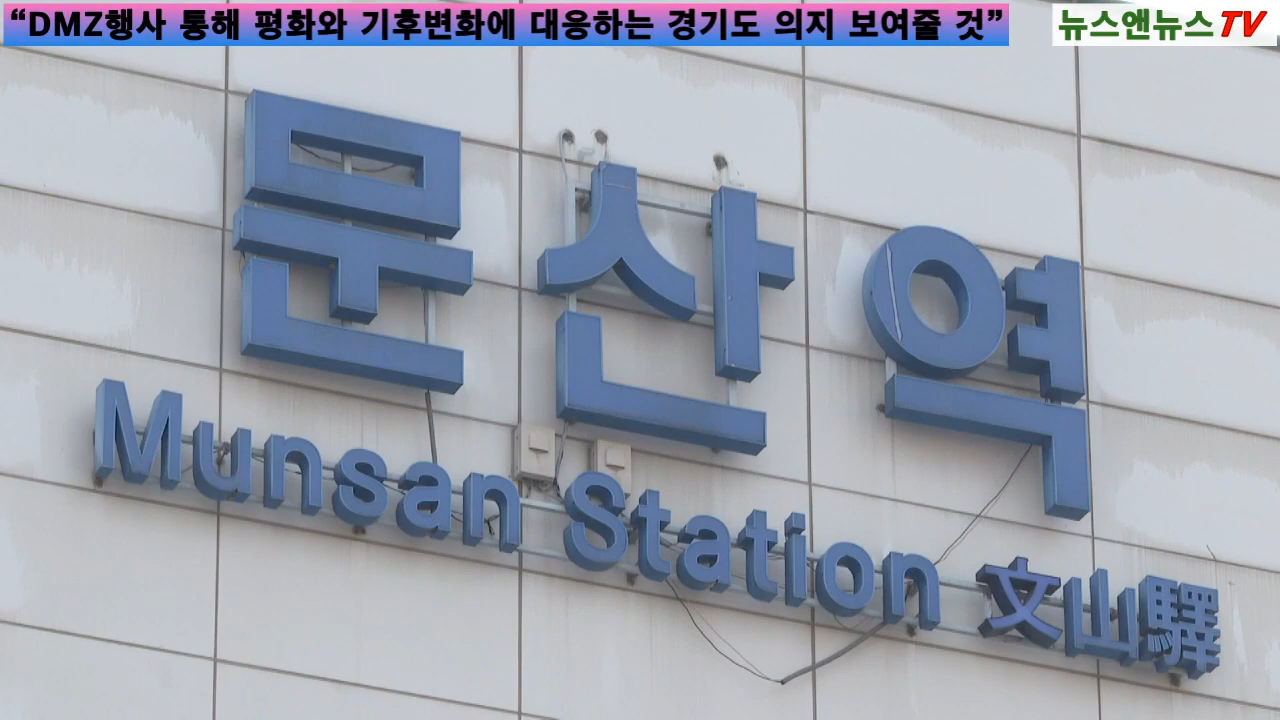 “DMZ행사 통해 평화와 기후변화에 대응하는 경기도 의지 보여줄 것”
뉴스앤뉴스TV
문산역
Munsan Station 文山驛